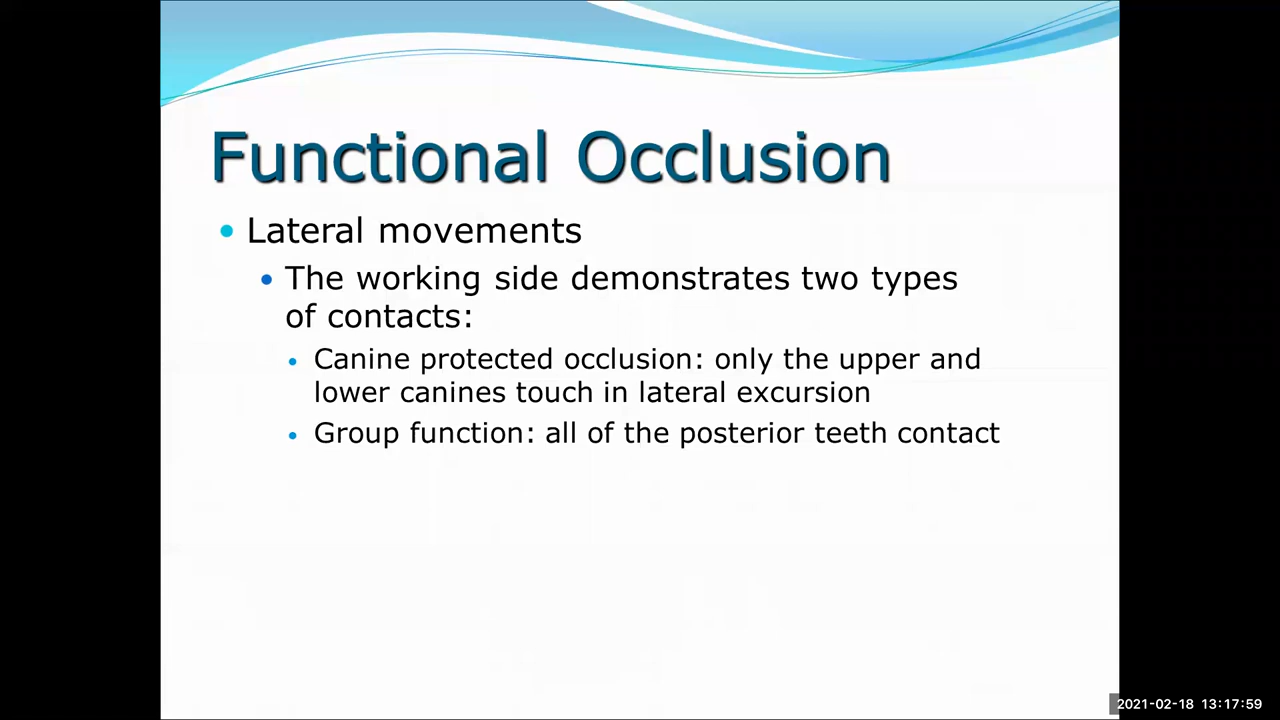 Functional Occlusion
• Lateral movements
• The working side demonstrates two types
of contacts:
• Canine protected occlusion: only the upper and
lower canines touch in lateral excursion
• Group function: all of the posterior teeth contact
2021-02-18 13:17:59